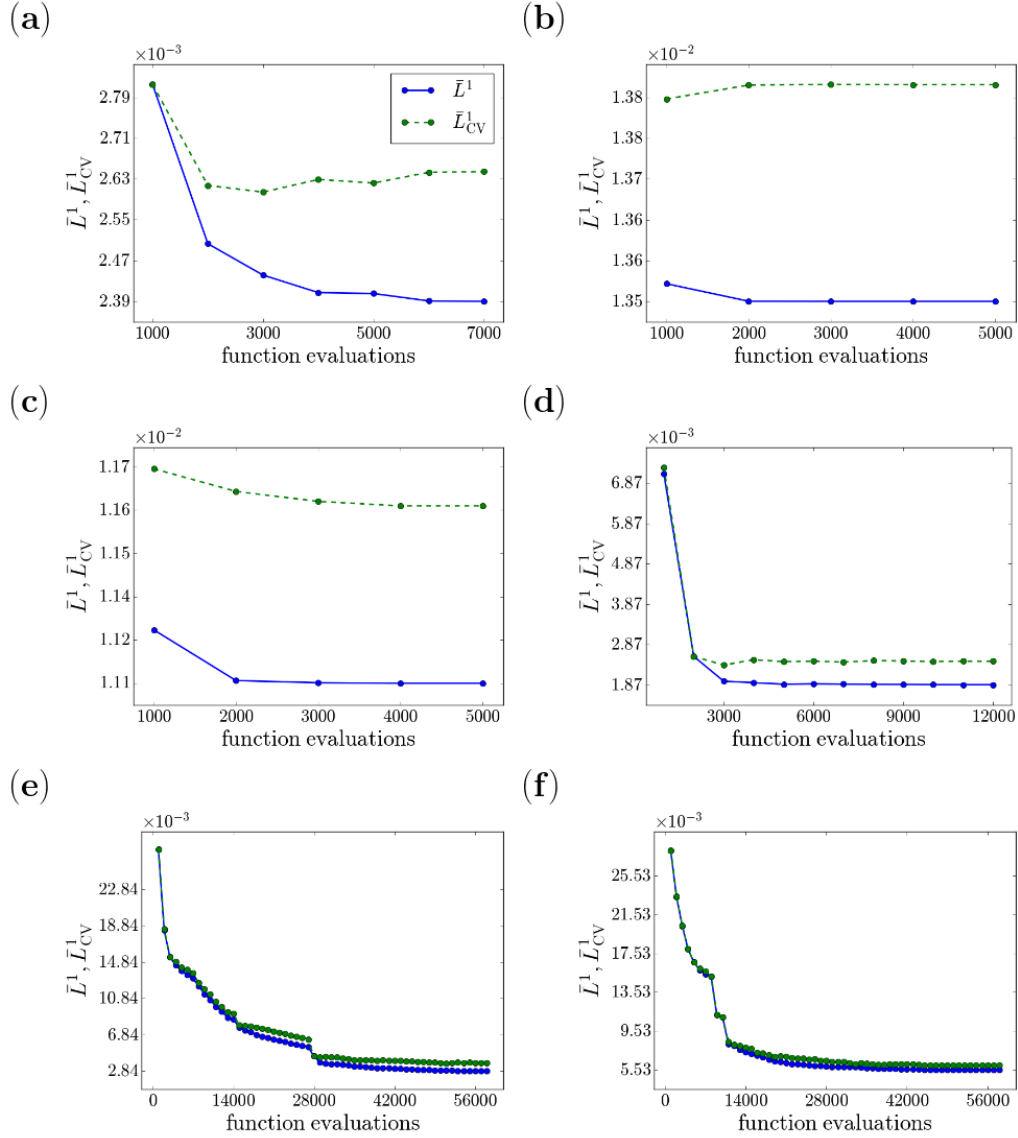 (a)
×10⁻³
2.79
2.71
2.63
2.55
2.47
2.39
L̄¹, L̄¹_CV
L̄¹
L̄¹_CV
1000 3000 5000 7000
function evaluations
(b)
×10⁻²
1.38
1.38
1.37
1.36
1.36
1.35
L̄¹, L̄¹_CV
1000 2000 3000 4000 5000
function evaluations
(c)
×10⁻²
1.17
1.16
1.15
1.14
1.12
1.11
L̄¹, L̄¹_CV
1000 2000 3000 4000 5000
function evaluations
(d)
×10⁻³
6.87
5.87
4.87
3.87
2.87
1.87
L̄¹, L̄¹_CV
3000 6000 9000 12000
function evaluations
(e)
×10⁻³
22.84
18.84
14.84
10.84
6.84
2.84
L̄¹, L̄¹_CV
0 14000 28000 42000 56000
function evaluations
(f)
×10⁻³
25.53
21.53
17.53
13.53
9.53
5.53
L̄¹, L̄¹_CV
0 14000 28000 42000 56000
function evaluations